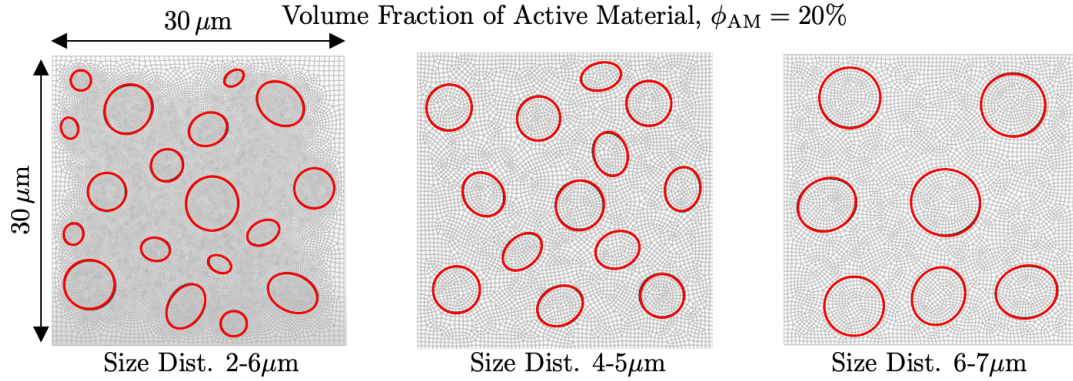 Volume Fraction of Active Material, ϕ_AM = 20%
30 μm
30 μm
Size Dist. 2-6μm
Size Dist. 4-5μm
Size Dist. 6-7μm